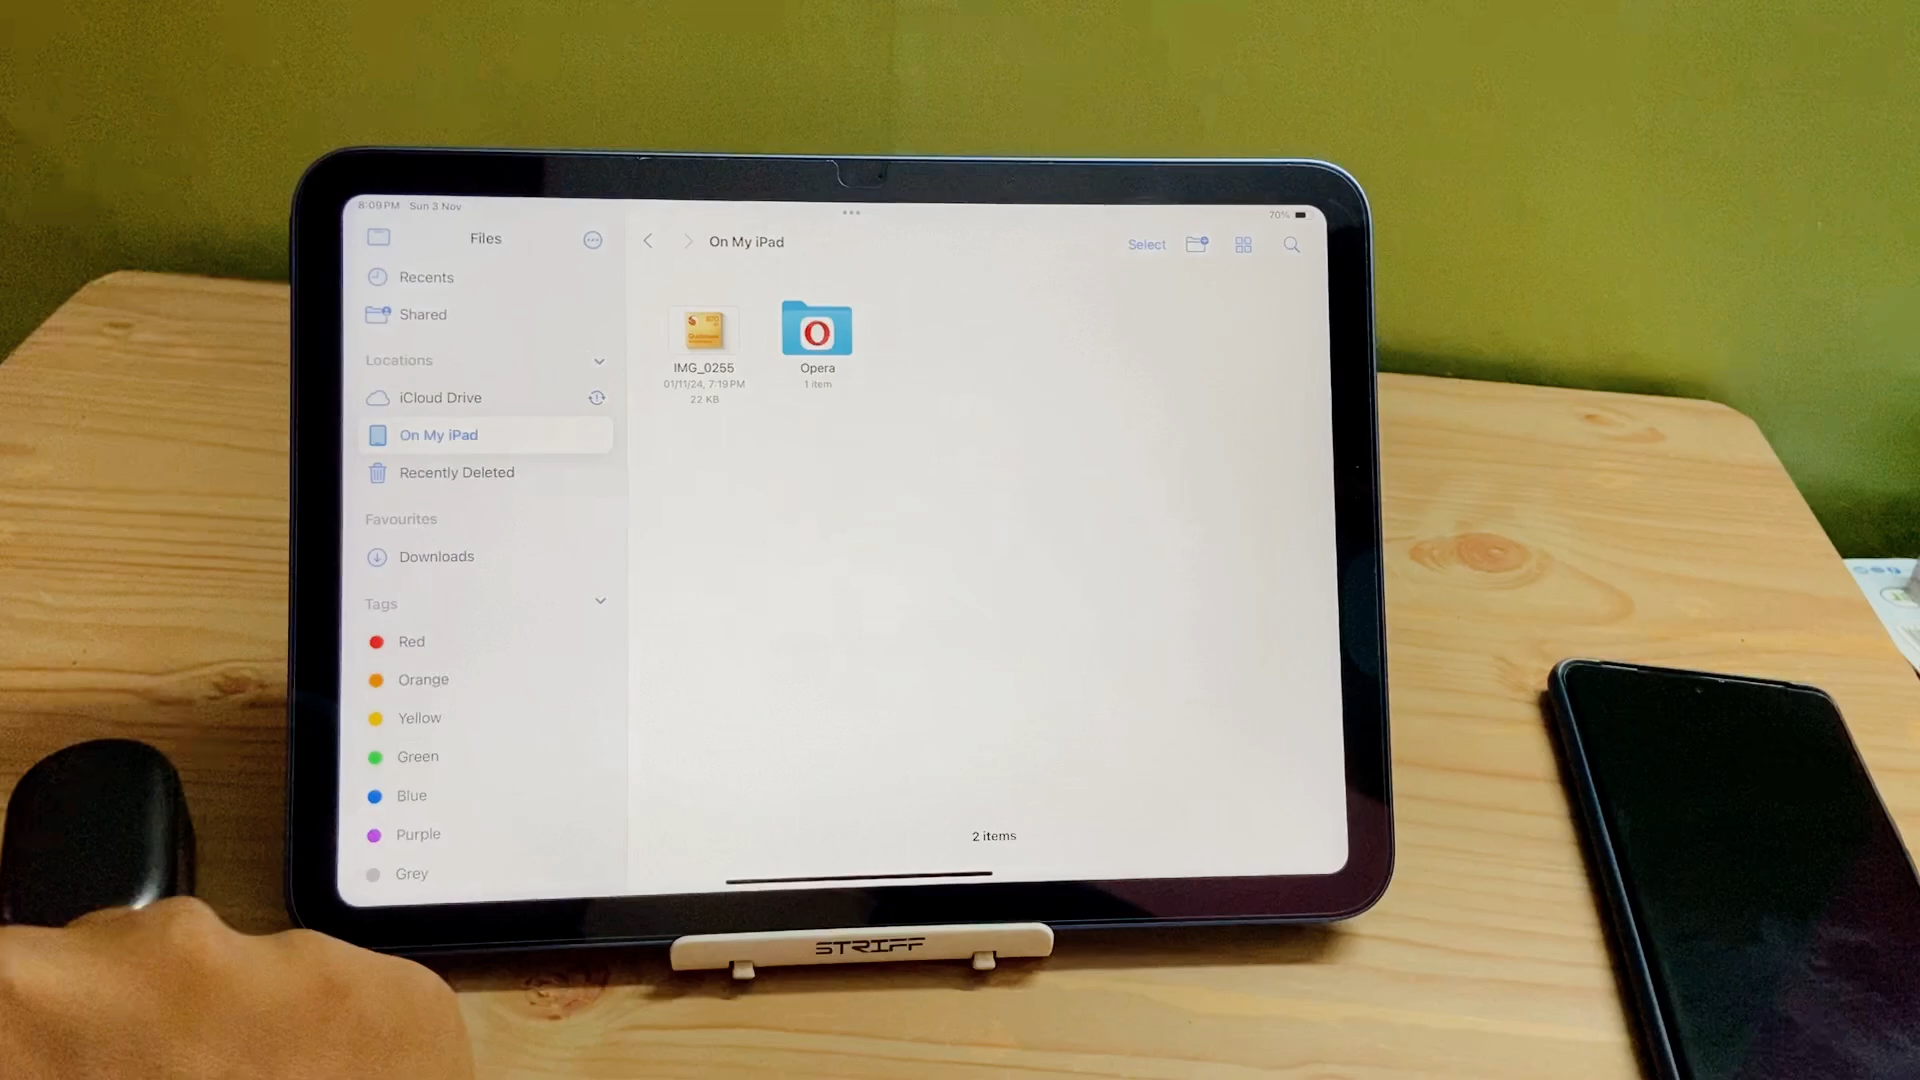 8:09 PM Sun 3 Nov
70%
Files
On My iPad
Select
Recents
Shared
Locations
iCloud Drive
On My iPad
Recently Deleted
Favourites
Downloads
Tags
Red
Orange
Yellow
Green
Blue
Purple
Grey
IMG_0255
01/11/24, 7:19 PM
22 KB
Opera
1 item
2 items
STRIFF